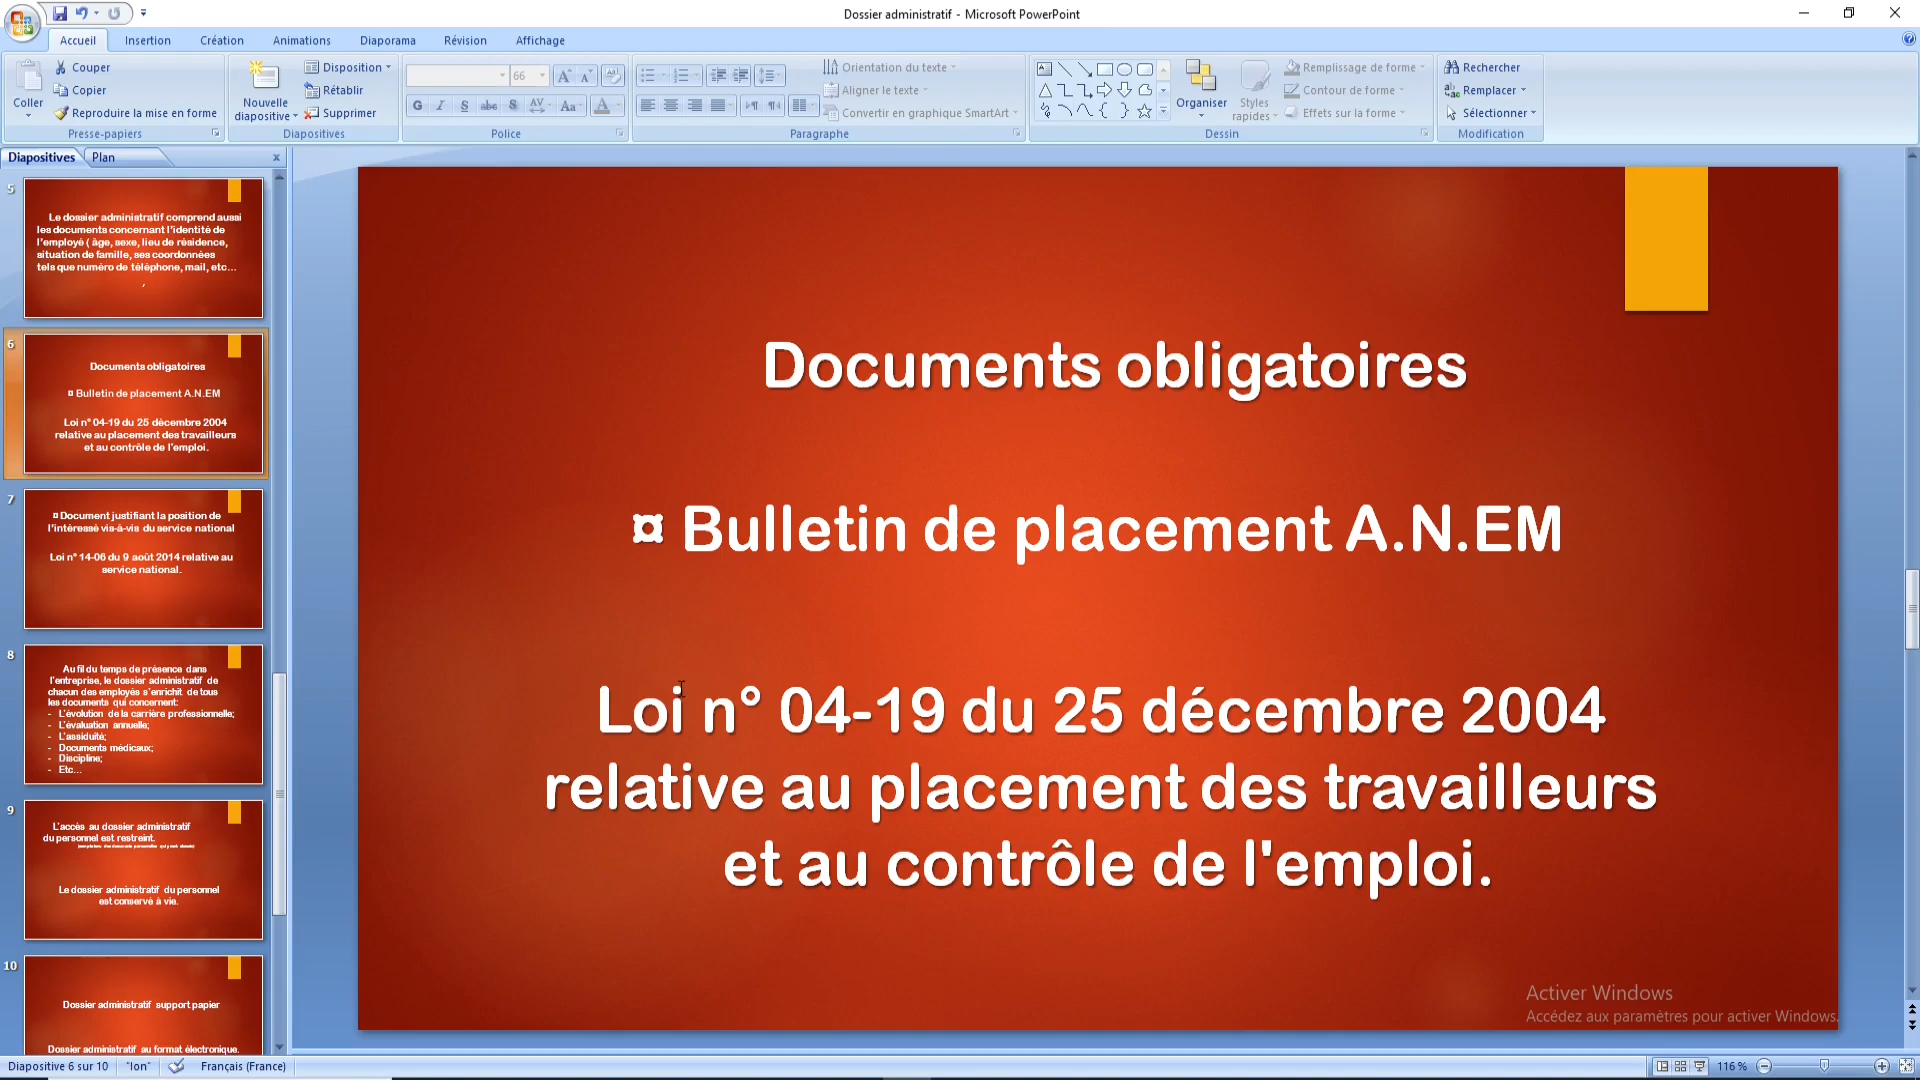 Dossier administratif - Microsoft PowerPoint
Accueil
Insertion
Création
Animations
Diaporama
Révision
Affichage
Coller
Couper
Copier
Reproduire la mise en forme
Presse-papiers
Nouvelle
diapositive
Disposition
Rétablir
Supprimer
Diapositives
66
G I S abc S AV Aa A
Police
Orientation du texte
Aligner le texte
Convertir en graphique SmartArt
Paragraphe
Organiser
Styles
rapides
Remplissage de forme
Contour de forme
Effets sur la forme
Dessin
Rechercher
Remplacer
Sélectionner
Modification
Diapositives
Plan
5
Le dossier administratif comprend aussi
les documents concernant l'identité de
l'employé ( âge, sexe, lieu de résidence,
situation de famille, ses coordonnées
tels que numéro de téléphone, mail, etc...
,
6
Documents obligatoires
¤ Bulletin de placement A.N.EM
Loi n° 04-19 du 25 décembre 2004
relative au placement des travailleurs
et au contrôle de l'emploi.
7
¤ Document justifiant la position de
l'intéressé vis-à-vis du service national
Loi n° 14-06 du 9 août 2014 relative au
service national.
8
Au fil du temps de présence dans
l'entreprise, le dossier administratif de
chacun des employés s'enrichit de tous
les documents qui concernent:
- L'évolution de la carrière professionnelle;
- L'évaluation annuelle;
- L'assiduité;
- Documents médicaux;
- Discipline;
- Etc...
9
L'accès au dossier administratif
du personnel est restreint.
Le dossier administratif du personnel
est conservé à vie.
10
Dossier administratif support papier
Dossier administratif au format électronique.
Documents obligatoires
¤ Bulletin de placement A.N.EM
Loi n° 04-19 du 25 décembre 2004
relative au placement des travailleurs
et au contrôle de l'emploi.
Activer Windows
Accédez aux paramètres pour activer Windows.
Diapositive 6 sur 10
"Ion"
Français (France)
116 %